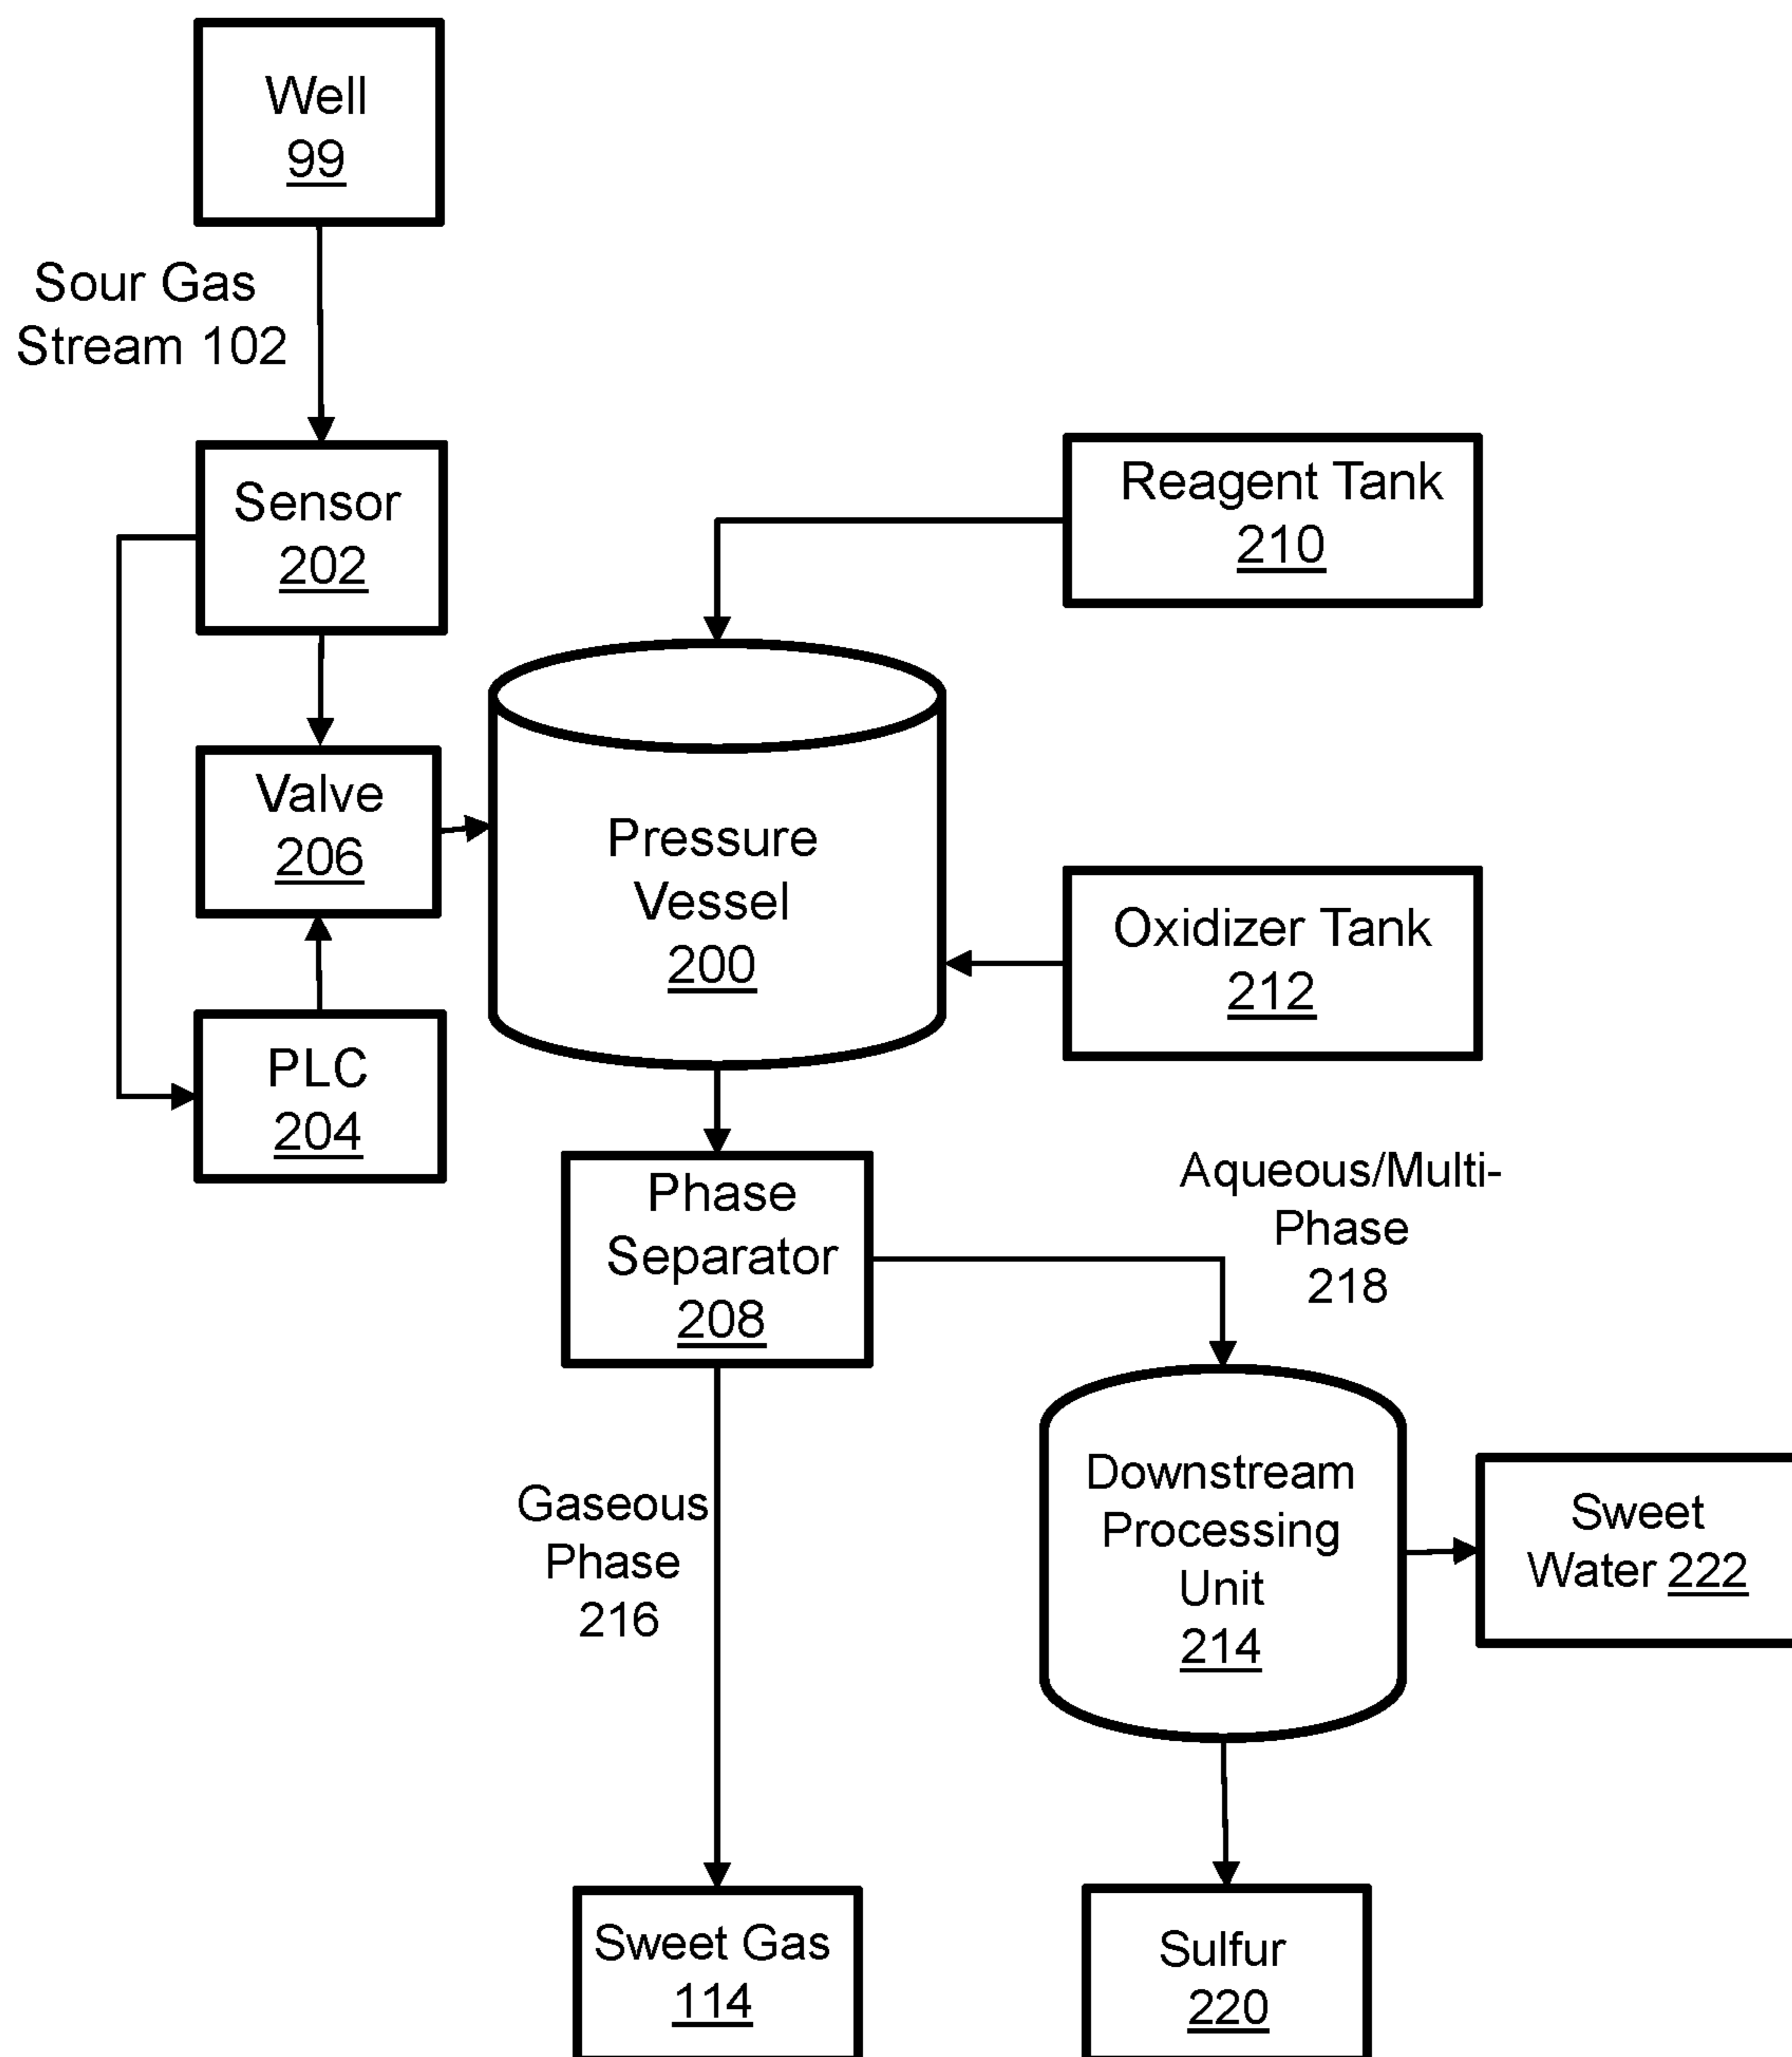 Well
99
Sour Gas
Stream 102
Sensor
202
Reagent Tank
210
Valve
206
Pressure
Vessel
200
Oxidizer Tank
212
PLC
204
Phase
Separator
208
Aqueous/Multi-
Phase
218
Gaseous
Phase
216
Downstream
Processing
Unit
214
Sweet
Water 222
Sweet Gas
114
Sulfur
220